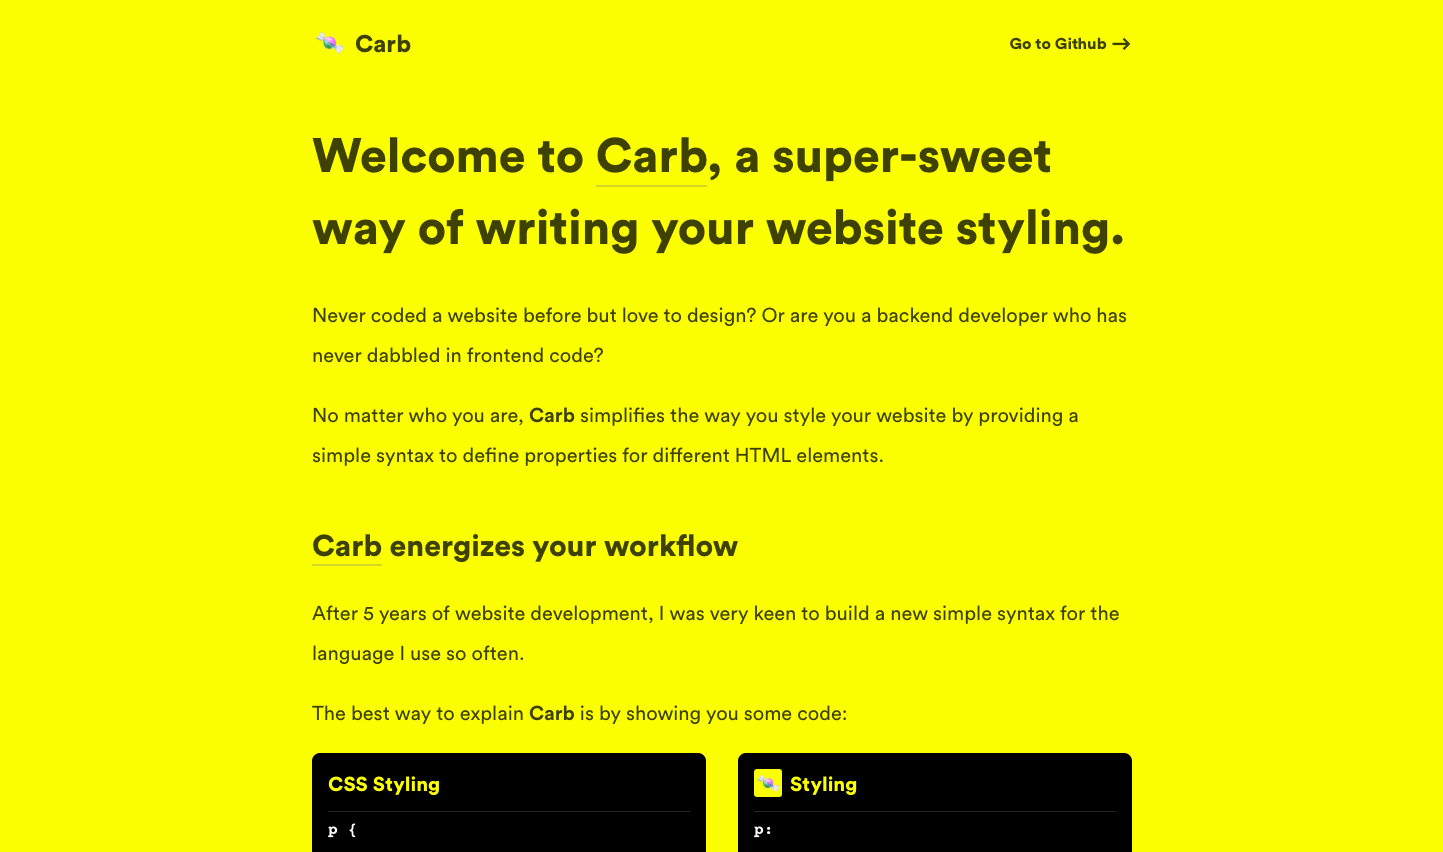 Carb
Go to Github →
Welcome to Carb, a super-sweet
way of writing your website styling.
Never coded a website before but love to design? Or are you a backend developer who has
never dabbled in frontend code?
No matter who you are, Carb simplifies the way you style your website by providing a
simple syntax to define properties for different HTML elements.
Carb energizes your workflow
After 5 years of website development, I was very keen to build a new simple syntax for the
language I use so often.
The best way to explain Carb is by showing you some code:
CSS Styling
p {
Styling
p: